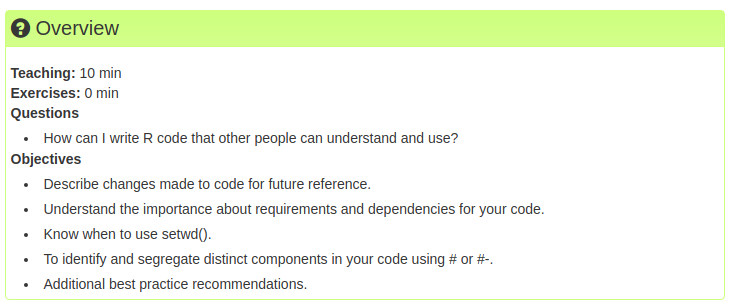 Overview
Teaching: 10 min
Exercises: 0 min
Questions
• How can I write R code that other people can understand and use?
Objectives
• Describe changes made to code for future reference.
• Understand the importance about requirements and dependencies for your code.
• Know when to use setwd().
• To identify and segregate distinct components in your code using # or #-.
• Additional best practice recommendations.